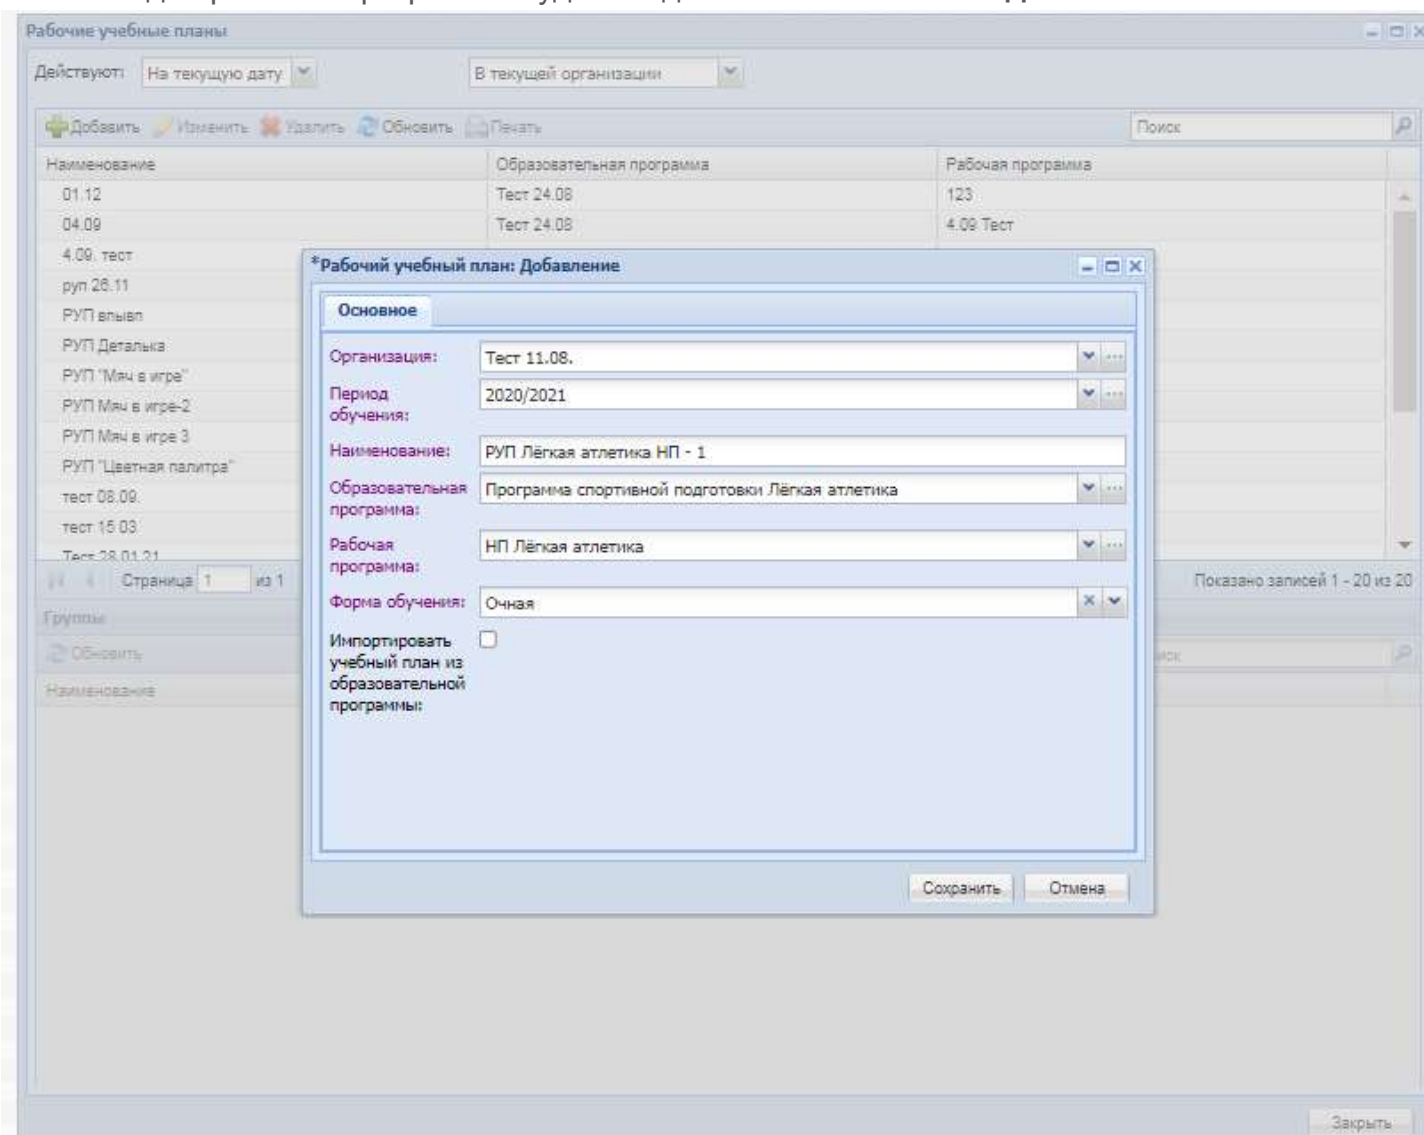 Рабочие учебные планы
Действуют: На текущую дату В текущей организации
Добавить Изменить Удалить Обновить Печать Поиск
Наименование Образовательная программа Рабочая программа
01.12 Тест 24.08 123
04.09 Тест 24.08 4.09 Тест
4.09. тест
руп 26.11
РУП впывп
РУП Деталька
РУП "Мяч в игре"
РУП Мяч в игре-2
РУП Мяч в игре 3
РУП "Цветная палитра"
тест 08.09.
тест 15.03
Тест 28.01.21
Страница 1 из 1 Показано записей 1 - 20 из 20
Группы
Обновить
Наименование
*Рабочий учебный план: Добавление
Основное
Организация: Тест 11.08.
Период 2020/2021
обучения:
Наименование: РУП Лёгкая атлетика НП - 1
Образовательная Программа спортивной подготовки Лёгкая атлетика
программа:
Рабочая НП Лёгкая атлетика
программа:
Форма обучения: Очная
Импортировать
учебный план из
образовательной
программы:
Сохранить Отмена
Закрыть